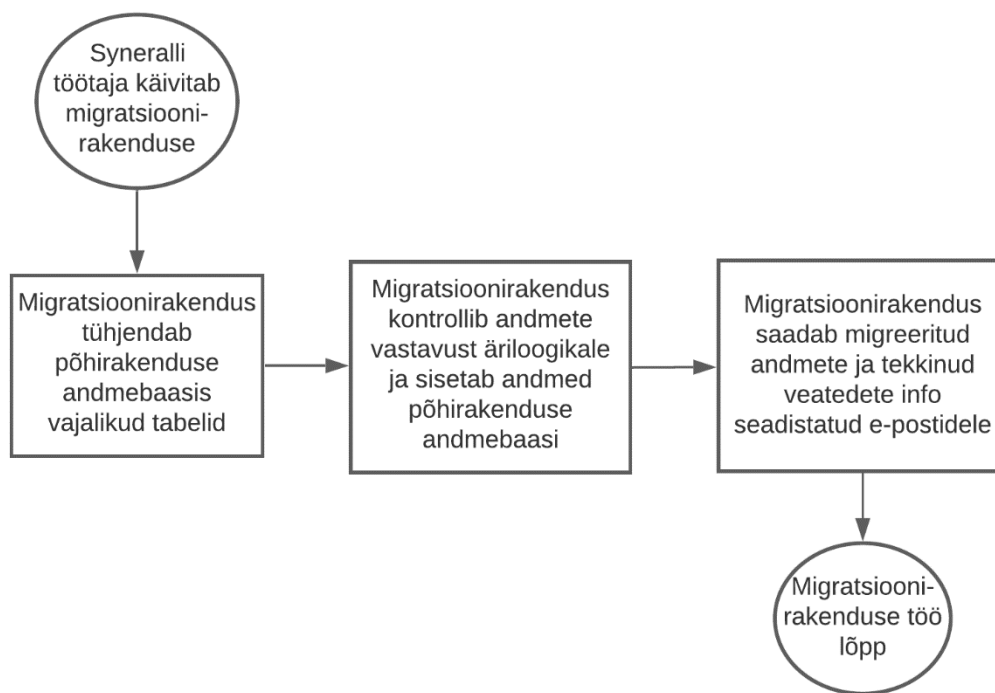 Syneralli
töötaja käivitab
migratsiooni-
rakenduse
Migratsioonirakendus
tühjendab
põhirakenduse
andmebaasis
vajalikud tabelid
Migratsioonirakendus
kontrollib andmete
vastavust äriloogikale
ja sisetab andmed
põhirakenduse
andmebaasi
Migratsioonirakendus
saadab migreeritud
andmete ja tekkinud
veatedete info
seadistatud e-postidele
Migratsiooni-
rakenduse töö
lõpp